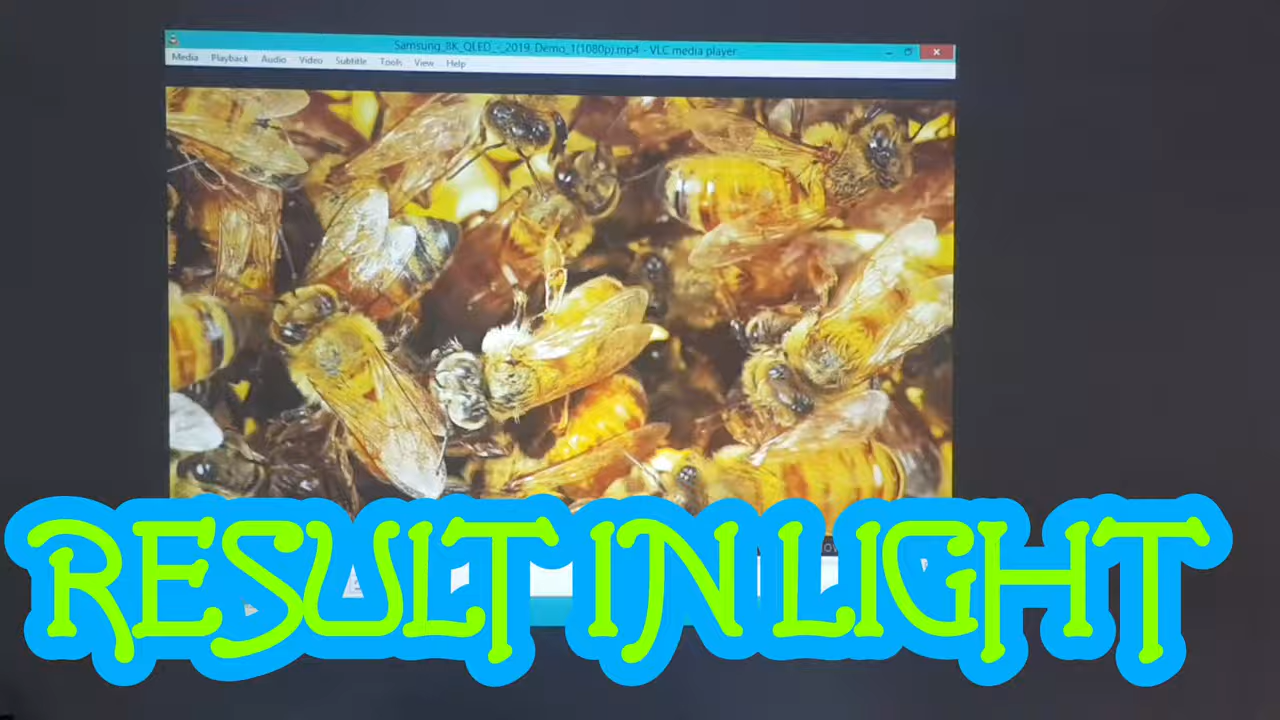 Samsung_8K_QLED_-_2019_Demo_1(1080p).mp4 - VLC media player
Media Playback Audio Video Subtitle Tools View Help
RESULT IN LIGHT